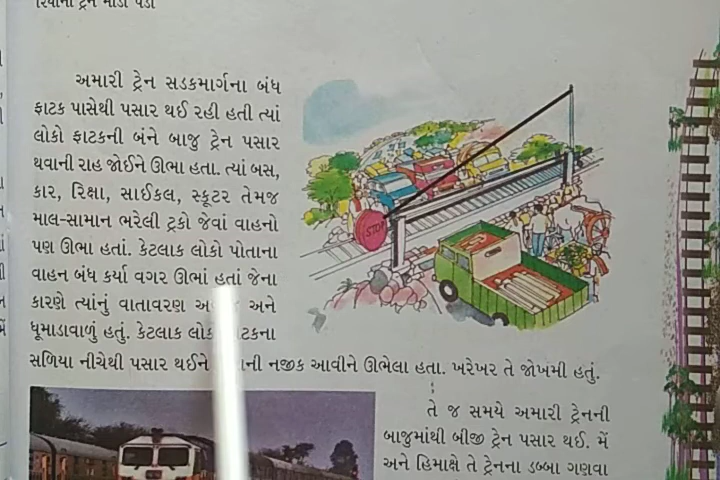 રિયાની ટ્રેન મોડી પડી
અમારી ટ્રેન સડકમાર્ગના બંધ
ફાટક પાસેથી પસાર થઈ રહી હતી ત્યાં
લોકો ફાટકની બંને બાજુ ટ્રેન પસાર
થવાની રાહ જોઈને ઊભા હતા. ત્યાં બસ,
કાર, રિક્ષા, સાઈકલ, સ્કૂટર તેમજ
માલ-સામાન ભરેલી ટ્રકો જેવાં વાહનો
પણ ઊભા હતાં. કેટલાક લોકો પોતાના
વાહન બંધ કર્યા વગર ઊભાં હતાં જેના
કારણે ત્યાંનું વાતાવરણ અને
ધૂમાડાવાળું હતું. કેટલાક
સળિયા નીચેથી પસાર થઈને નજીક આવીને ઊભેલા હતા. ખરેખર તે જોખમી હતું.
STOP
તે જ સમયે અમારી ટ્રેનની
બાજુમાંથી બીજી ટ્રેન પસાર થઈ. મેં
અને હિમાક્ષે તે ટ્રેનના ડબ્બા ગણવા